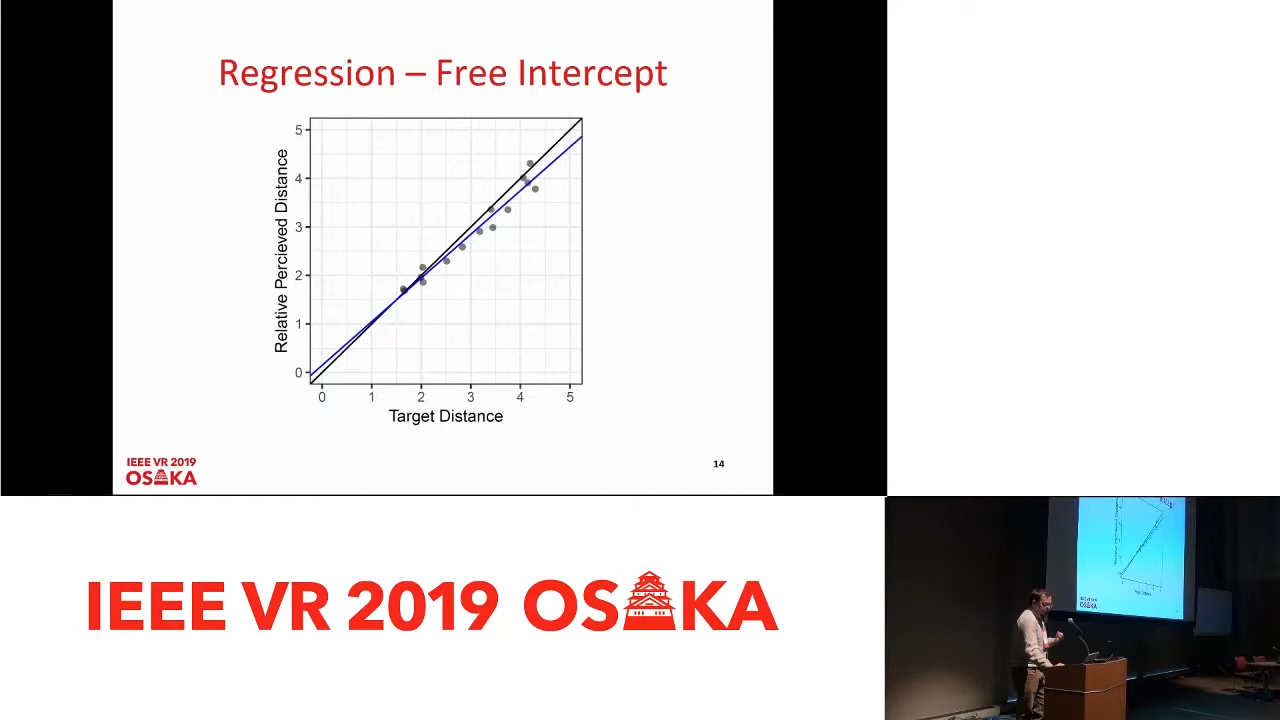 Regression – Free Intercept
Relative Percieved Distance
5
4
3
2
1
0
0 1 2 3 4 5
Target Distance
IEEE VR 2019
OSAKA
14
IEEE VR 2019 OSAKA
OSAKA